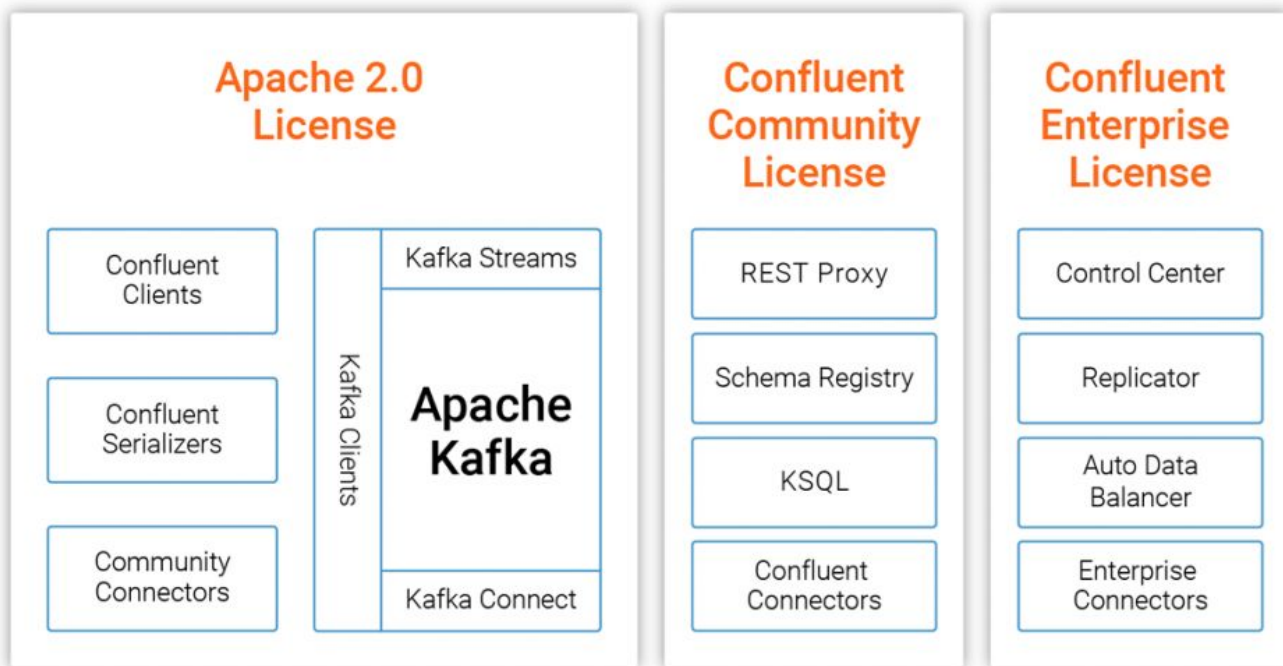 Apache 2.0
License
Confluent
Clients
Confluent
Serializers
Community
Connectors
Kafka Clients
Kafka Streams
Apache
Kafka
Kafka Connect
Confluent
Community
License
REST Proxy
Schema Registry
KSQL
Confluent
Connectors
Confluent
Enterprise
License
Control Center
Replicator
Auto Data
Balancer
Enterprise
Connectors